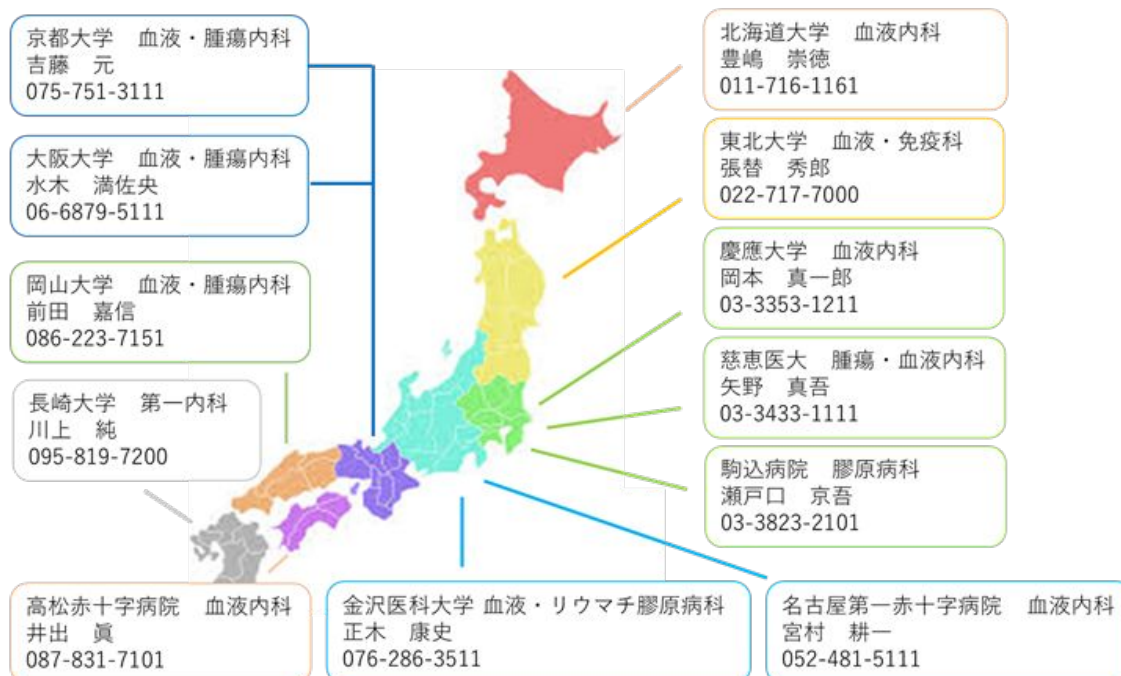 京都大学　血液・腫瘍内科
吉藤　元
075-751-3111
大阪大学　血液・腫瘍内科
水木　満佐央
06-6879-5111
岡山大学　血液・腫瘍内科
前田　嘉信
086-223-7151
長崎大学　第一内科
川上　純
095-819-7200
高松赤十字病院　血液内科
井出　眞
087-831-7101
金沢医科大学 血液・リウマチ膠原病科
正木　康史
076-286-3511
名古屋第一赤十字病院　血液内科
宮村　耕一
052-481-5111
北海道大学　血液内科
豊嶋　崇徳
011-716-1161
東北大学　血液・免疫科
張替　秀郎
022-717-7000
慶應大学　血液内科
岡本　真一郎
03-3353-1211
慈恵医大　腫瘍・血液内科
矢野　真吾
03-3433-1111
駒込病院　膠原病科
瀬戸口　京吾
03-3823-2101